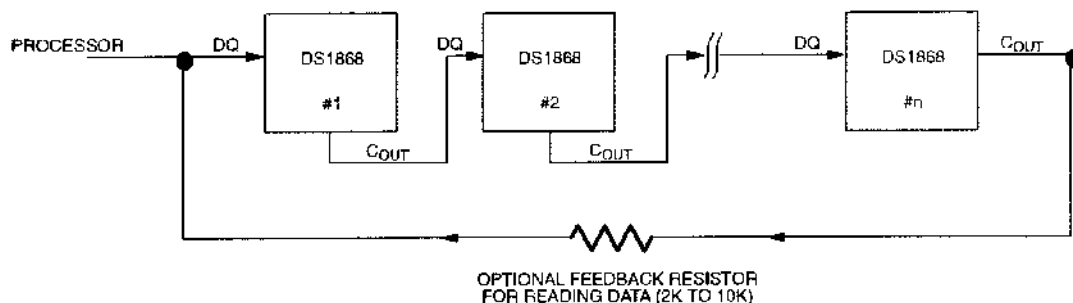 PROCESSOR
DQ
DS1868
#1
COUT
DQ
DS1868
#2
COUT
DQ
DS1868
#n
COUT
OPTIONAL FEEDBACK RESISTOR
FOR READING DATA (2K TO 10K)